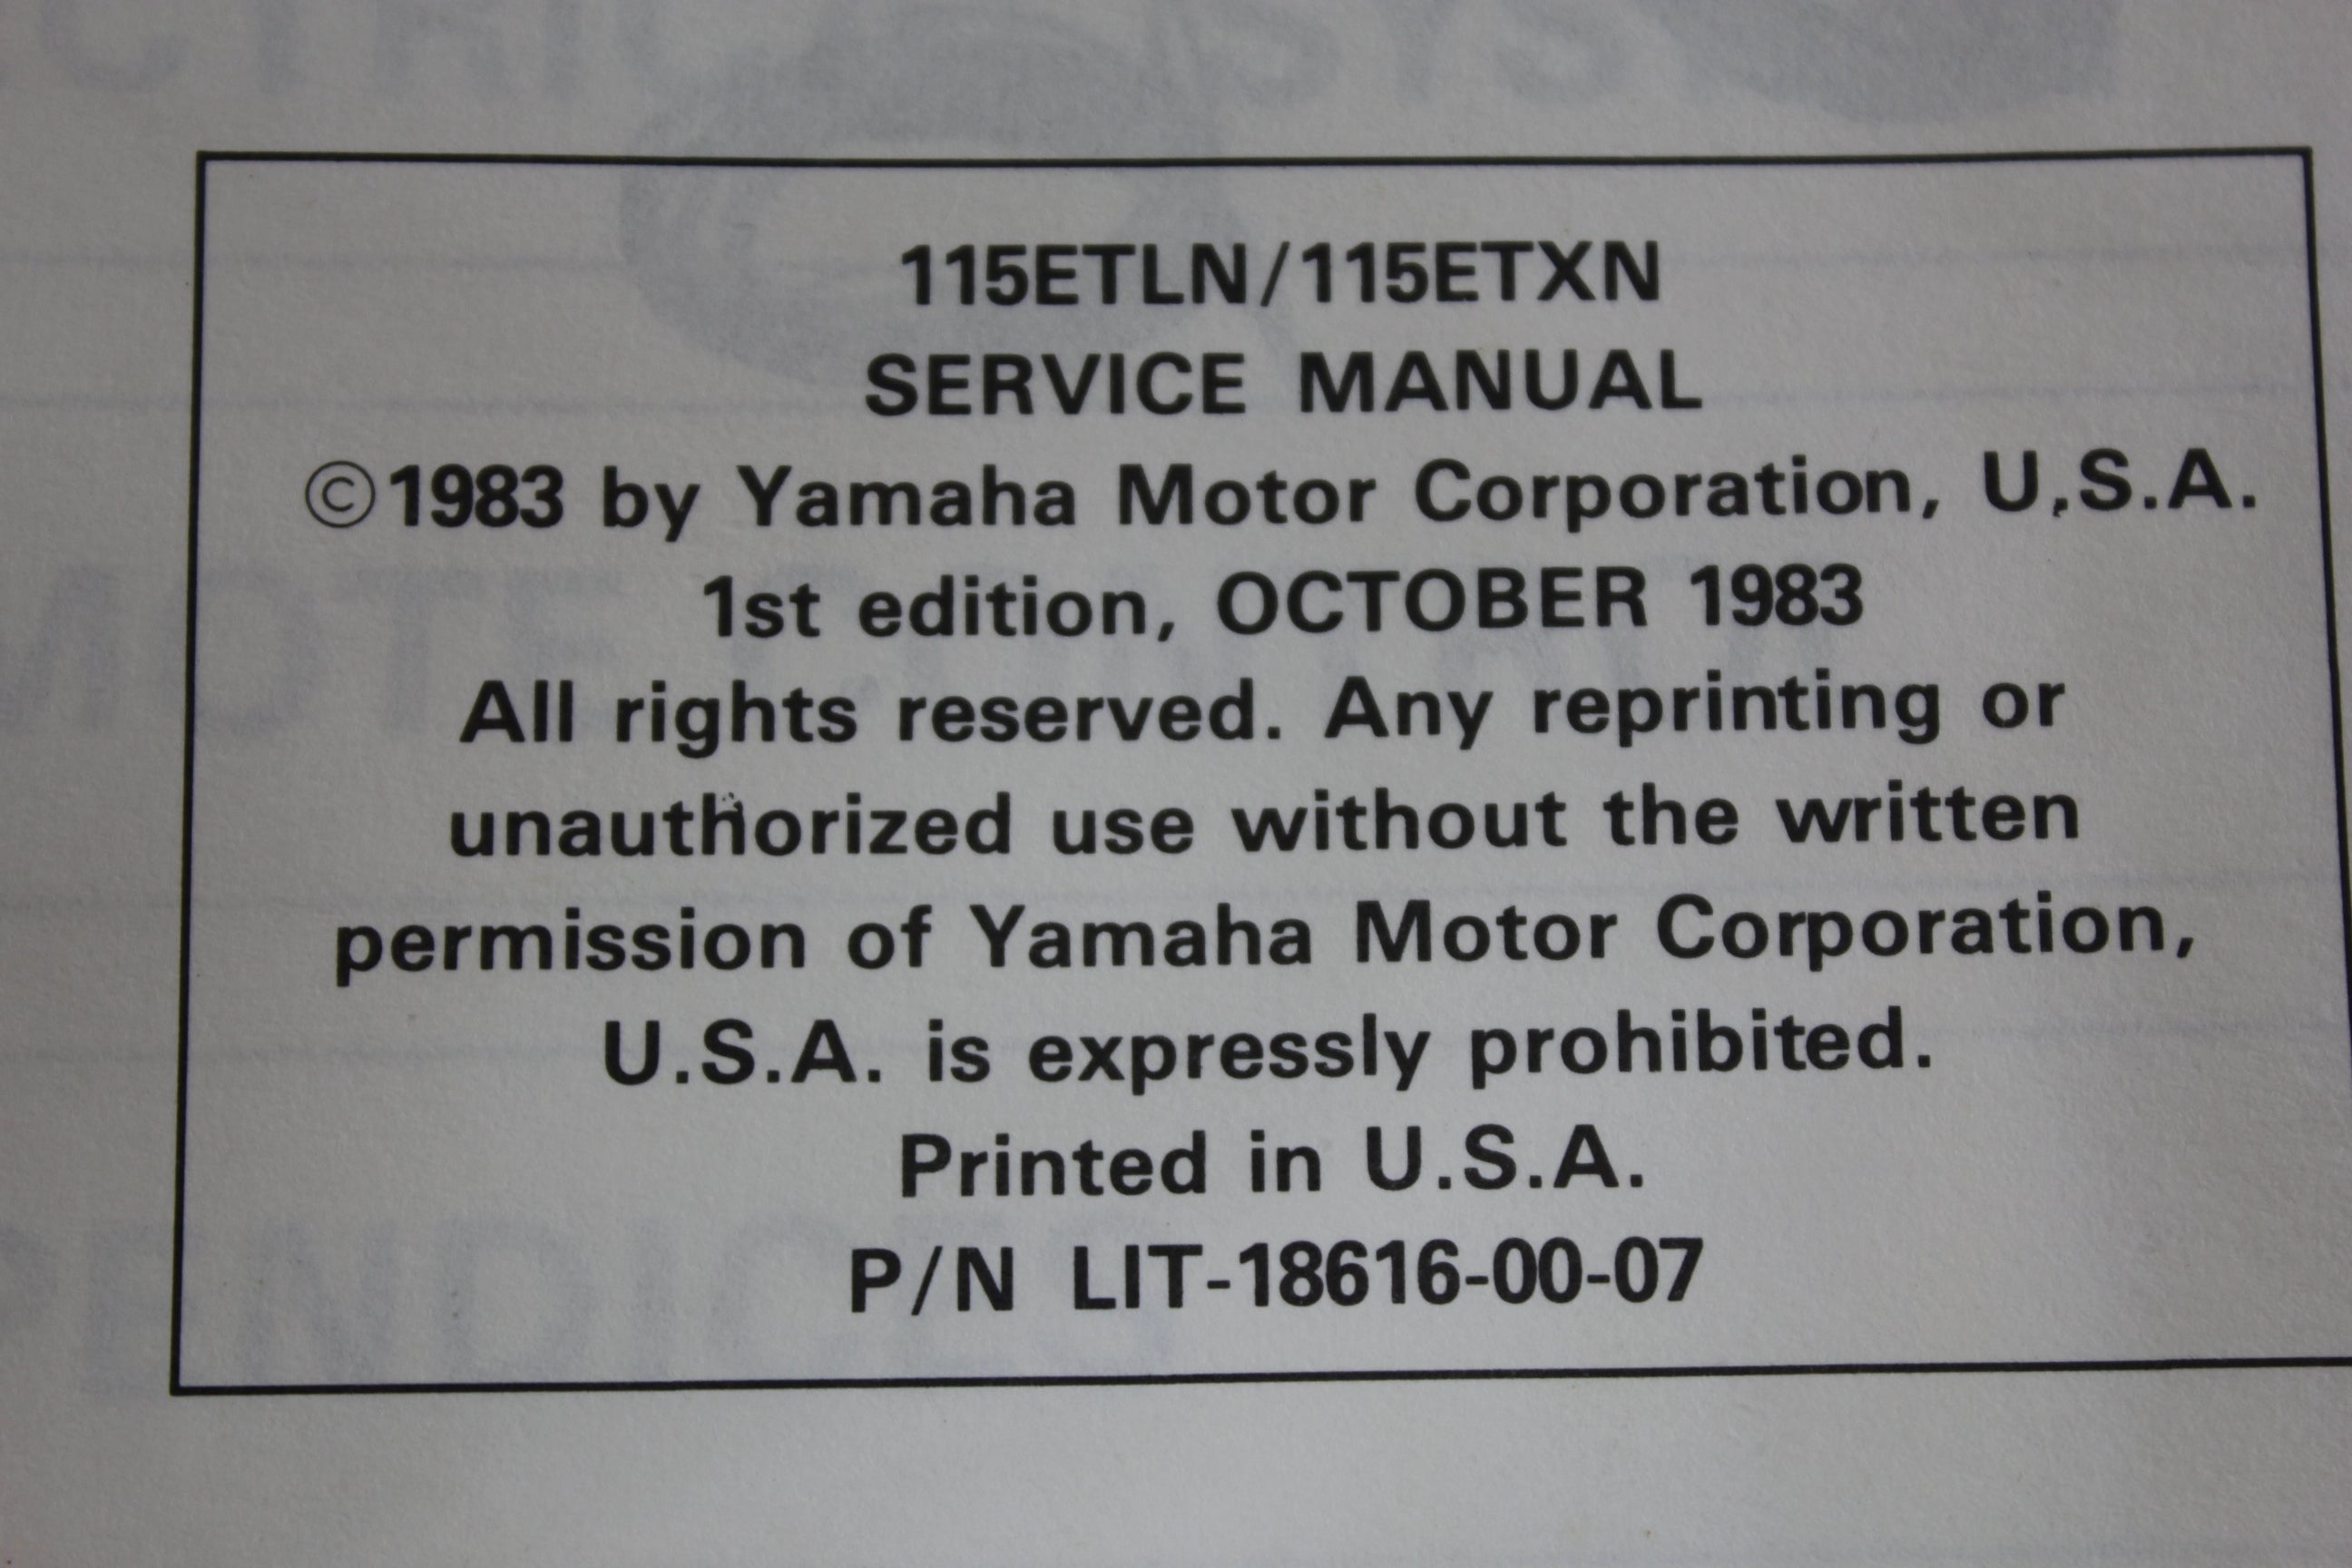 115ETLN/115ETXN
SERVICE MANUAL
©1983 by Yamaha Motor Corporation, U.S.A.
1st edition, OCTOBER 1983
All rights reserved. Any reprinting or
unauthorized use without the written
permission of Yamaha Motor Corporation,
U.S.A. is expressly prohibited.
Printed in U.S.A.
P/N LIT-18616-00-07